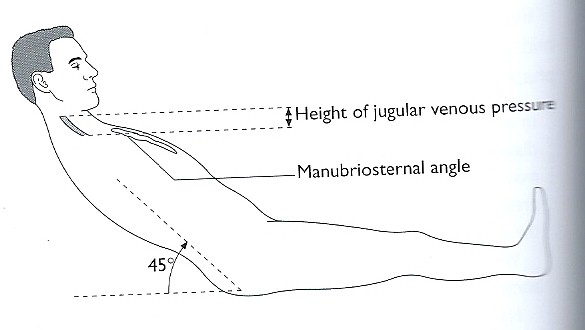 Height of jugular venous pressure
Manubriosternal angle
45°